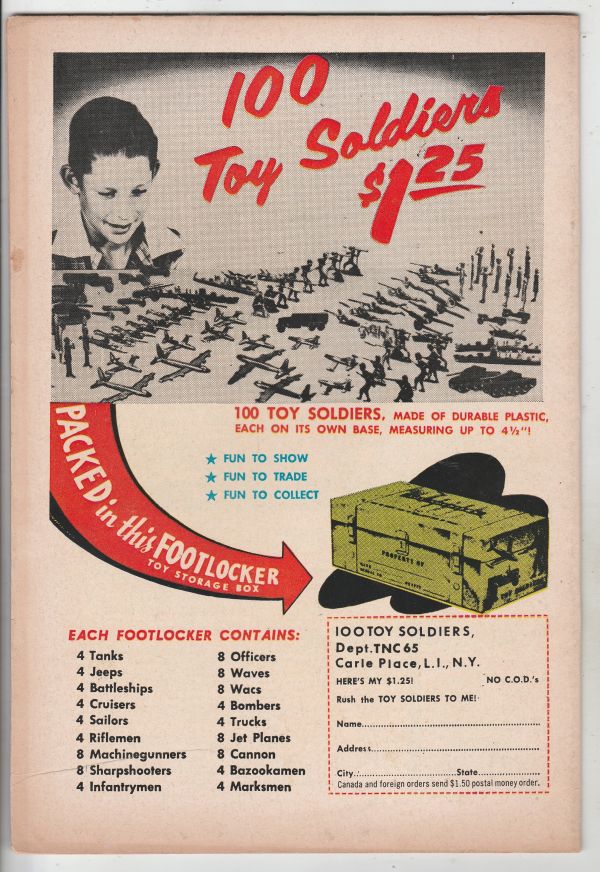 100
Toy Soldiers
$1.25
100 TOY SOLDIERS, MADE OF DURABLE PLASTIC,
EACH ON ITS OWN BASE, MEASURING UP TO 4½"!
★ FUN TO SHOW
★ FUN TO TRADE
★ FUN TO COLLECT
PACKED in this FOOTLOCKER
TOY STORAGE BOX
PROPERTY OF
EACH FOOTLOCKER CONTAINS:
4 Tanks
4 Jeeps
4 Battleships
4 Cruisers
4 Sailors
4 Riflemen
8 Machinegunners
8 Sharpshooters
4 Infantrymen
8 Officers
8 Waves
8 Wacs
4 Bombers
4 Trucks
8 Jet Planes
8 Cannon
4 Bazookamen
4 Marksmen
100 TOY SOLDIERS,
Dept. TNC 65
Carle Place, L.I., N.Y.
HERE'S MY $1.25! NO C.O.D.'s
Rush the TOY SOLDIERS TO ME!
Name
Address
City State
Canada and foreign orders send $1.50 postal money order.